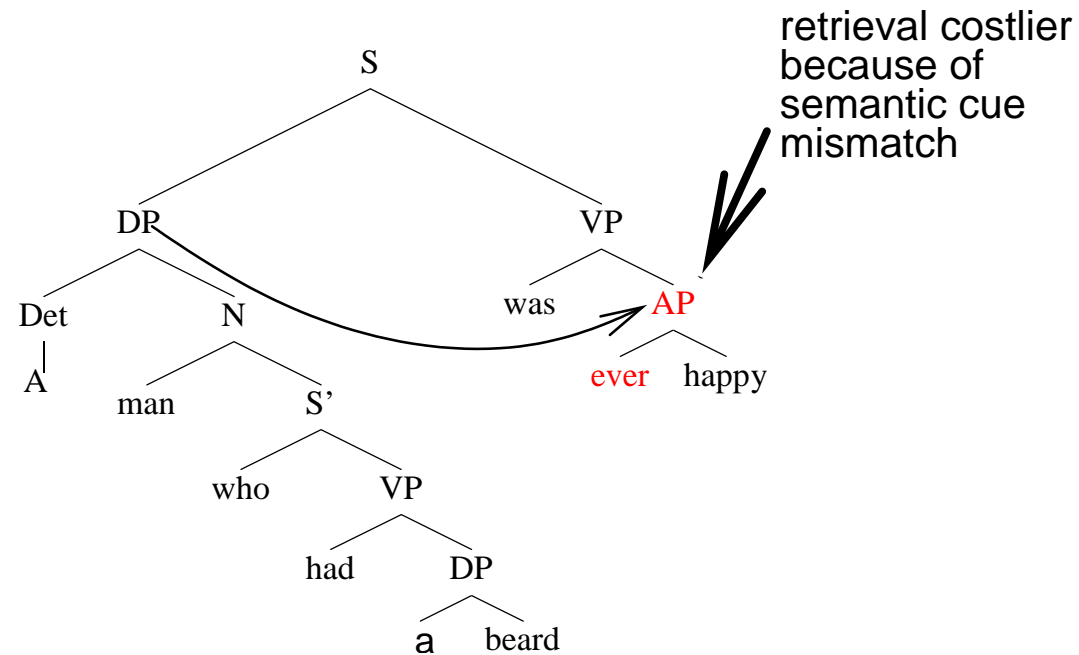 retrieval costlier
because of
semantic cue
mismatch
S
DP VP
Det N was AP
A man ever happy
S’
who VP
had DP
a beard